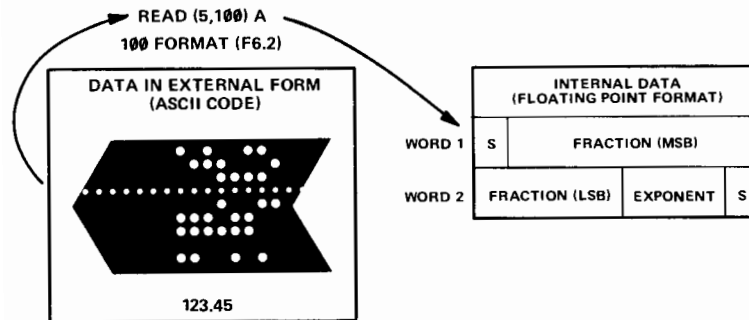 READ (5,100) A
100 FORMAT (F6.2)
DATA IN EXTERNAL FORM
(ASCII CODE)
123.45
INTERNAL DATA
(FLOATING POINT FORMAT)
WORD 1 S FRACTION (MSB)
WORD 2 FRACTION (LSB) EXPONENT S